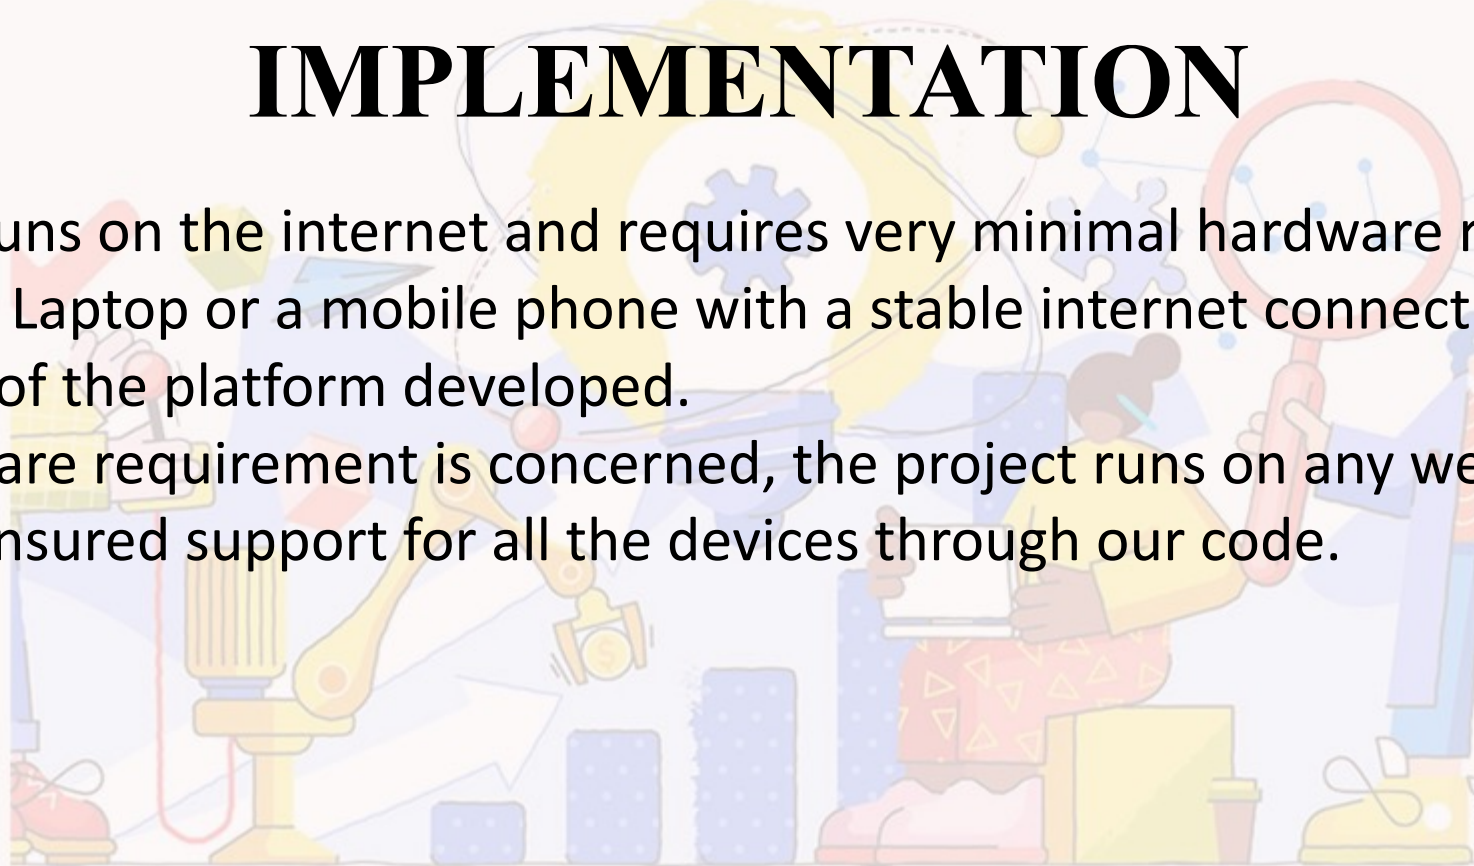 IMPLEMENTATION
uns on the internet and requires very minimal hardware r
Laptop or a mobile phone with a stable internet connect
of the platform developed.
are requirement is concerned, the project runs on any we
nsured support for all the devices through our code.